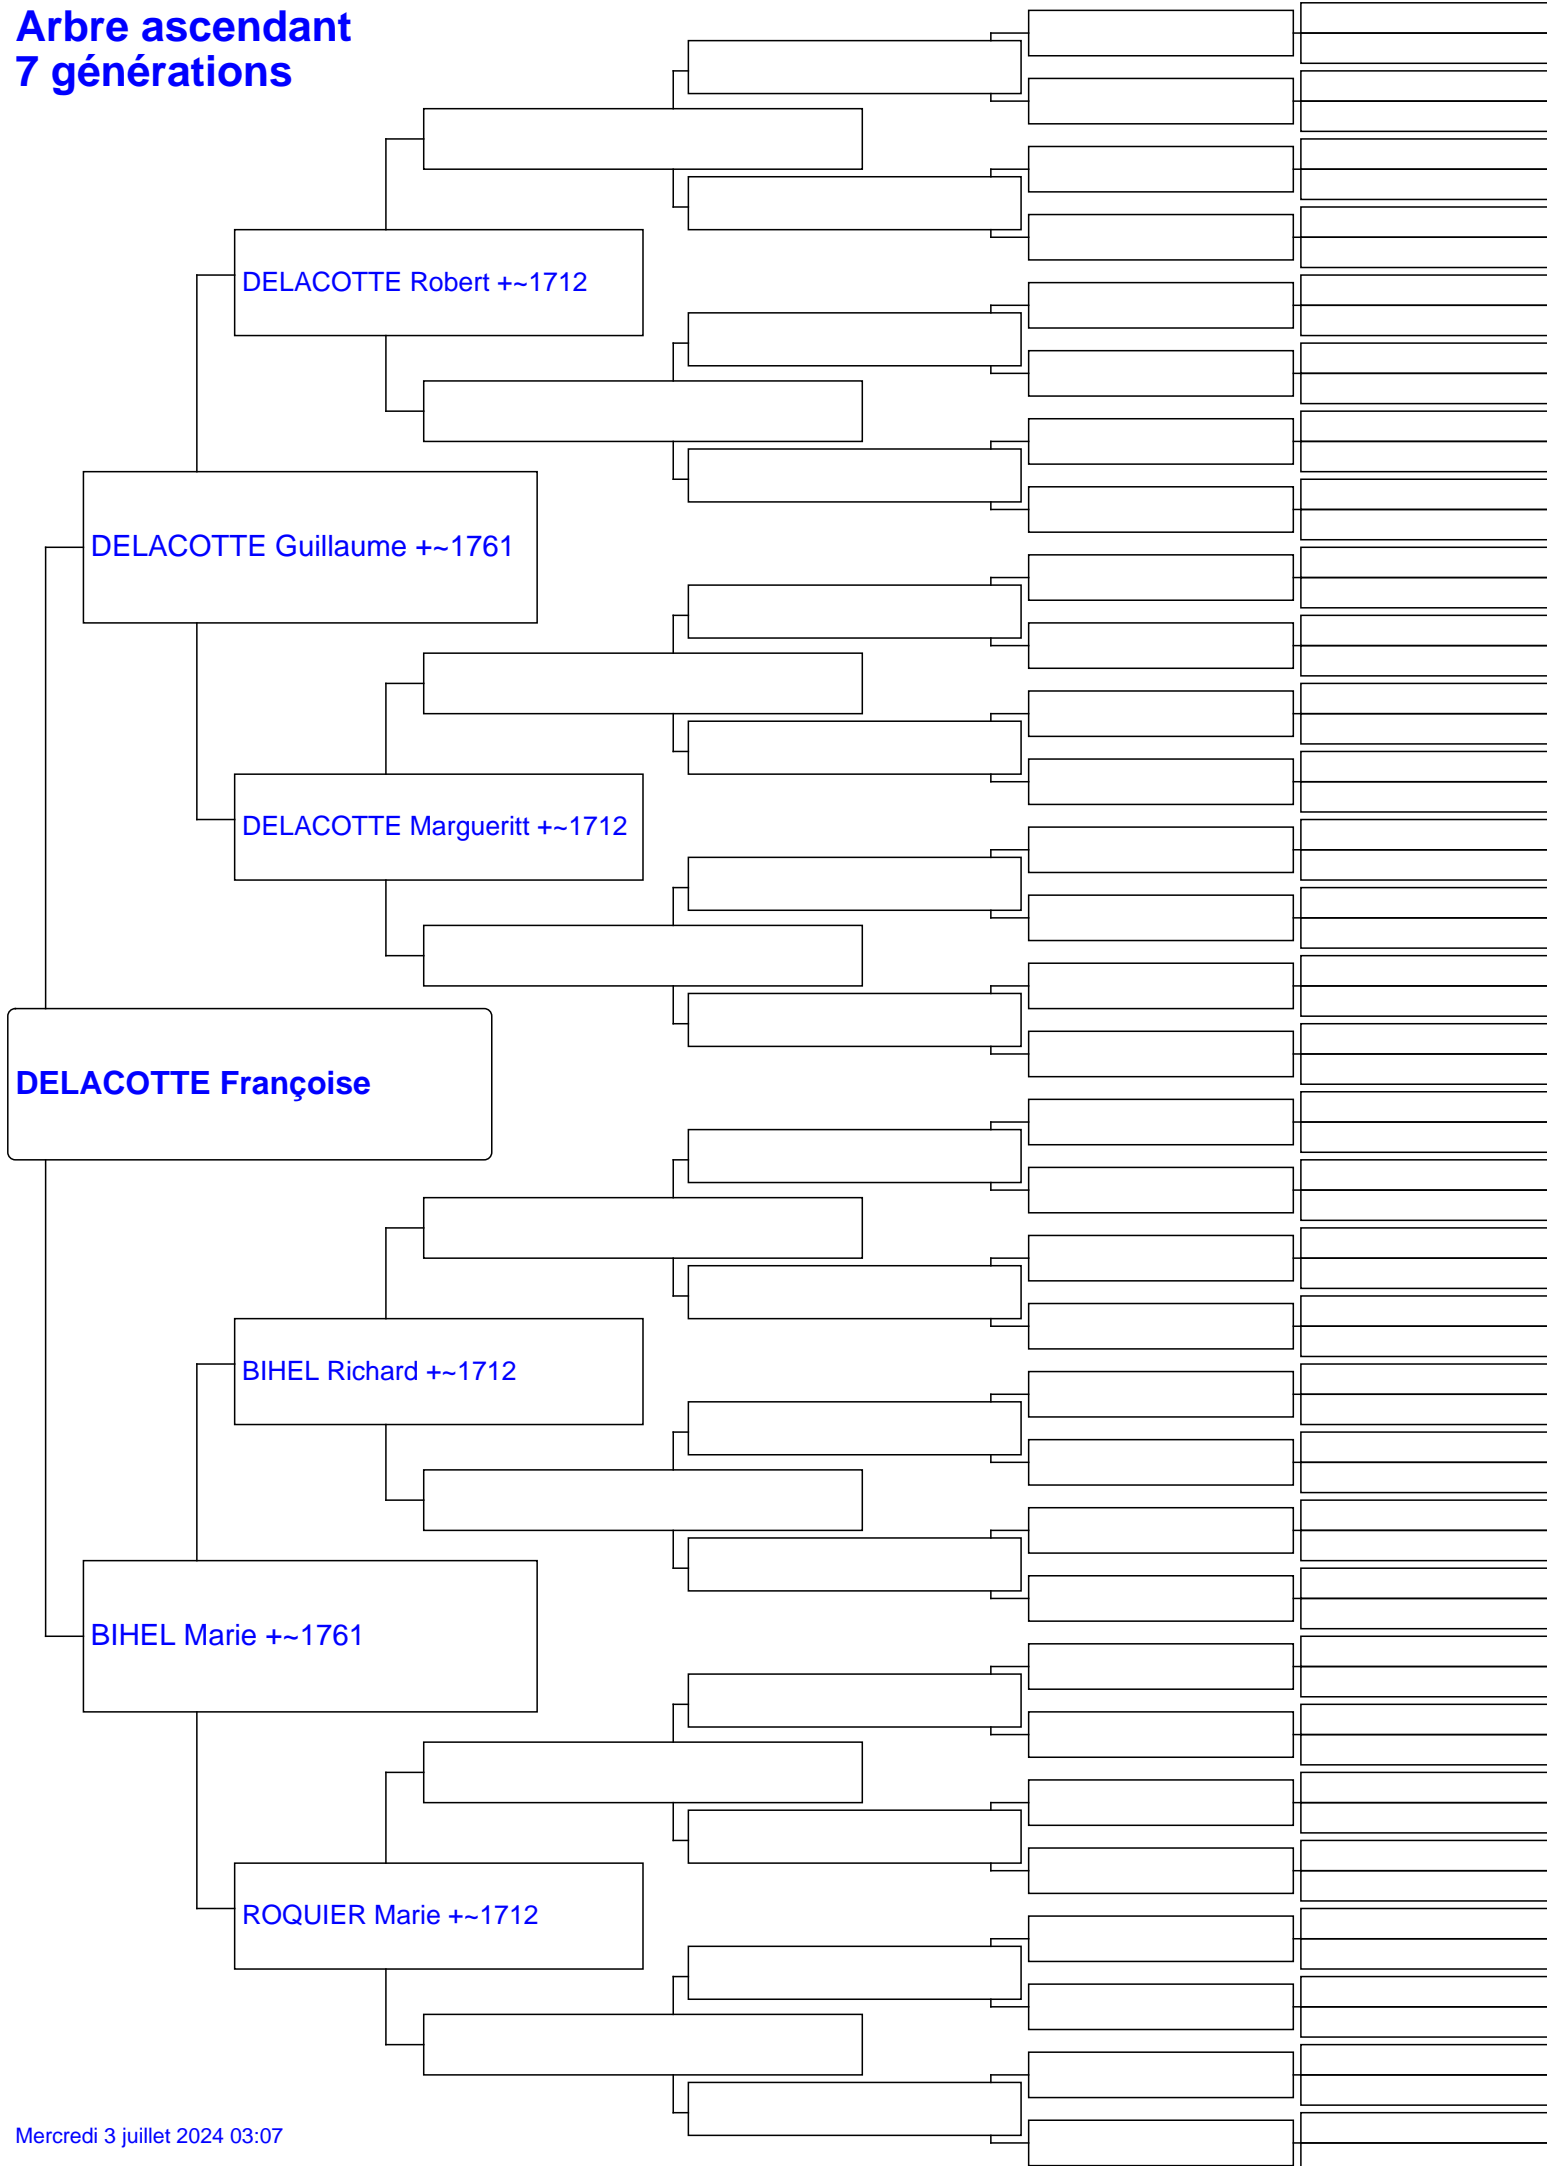 Arbre ascendant
7 générations
DELACOTTE Robert +~1712
DELACOTTE Guillaume +~1761
DELACOTTE Margueritt +~1712
DELACOTTE Françoise
BIHEL Richard +~1712
BIHEL Marie +~1761
ROQUIER Marie +~1712
Mercredi 3 juillet 2024 03:07